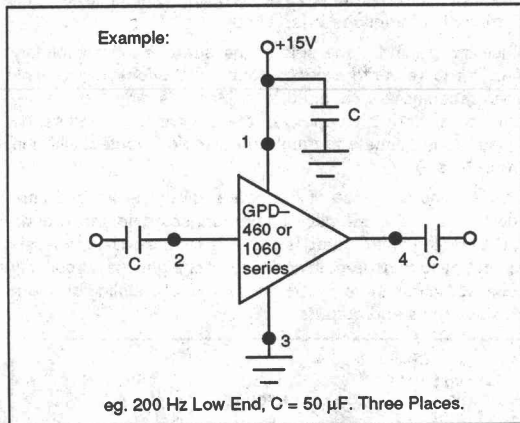 Example:
+15V
C
1
GPD–
460 or
1060
series
C
2
4
C
3
eg. 200 Hz Low End, C = 50 µF. Three Places.